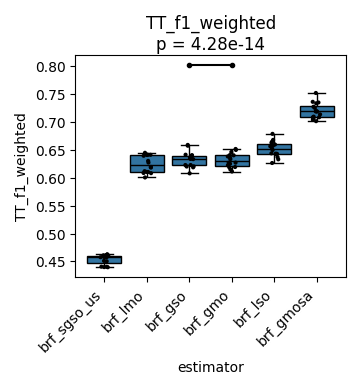 TT_f1_weighted
p = 4.28e-14
TT_f1_weighted
0.80
0.75
0.70
0.65
0.60
0.55
0.50
0.45
brf_sgso_us
brf_lmo
brf_gso
brf_gmo
brf_lso
brf_gmosa
estimator